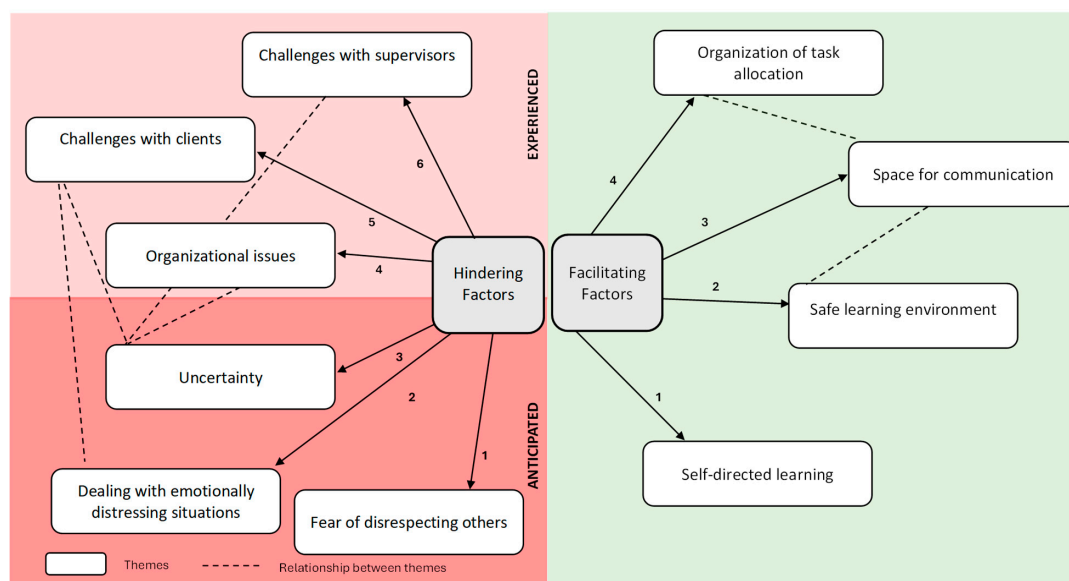 Challenges with supervisors
Challenges with clients
Organizational issues
Uncertainty
Dealing with emotionally
distressing situations
Fear of disrespecting others
Hindering
Factors
6
5
4
3
2
1
EXPERIENCED
ANTICIPATED
Facilitating
Factors
4
3
2
1
Organization of task
allocation
Space for communication
Safe learning environment
Self-directed learning
Themes
Relationship between themes